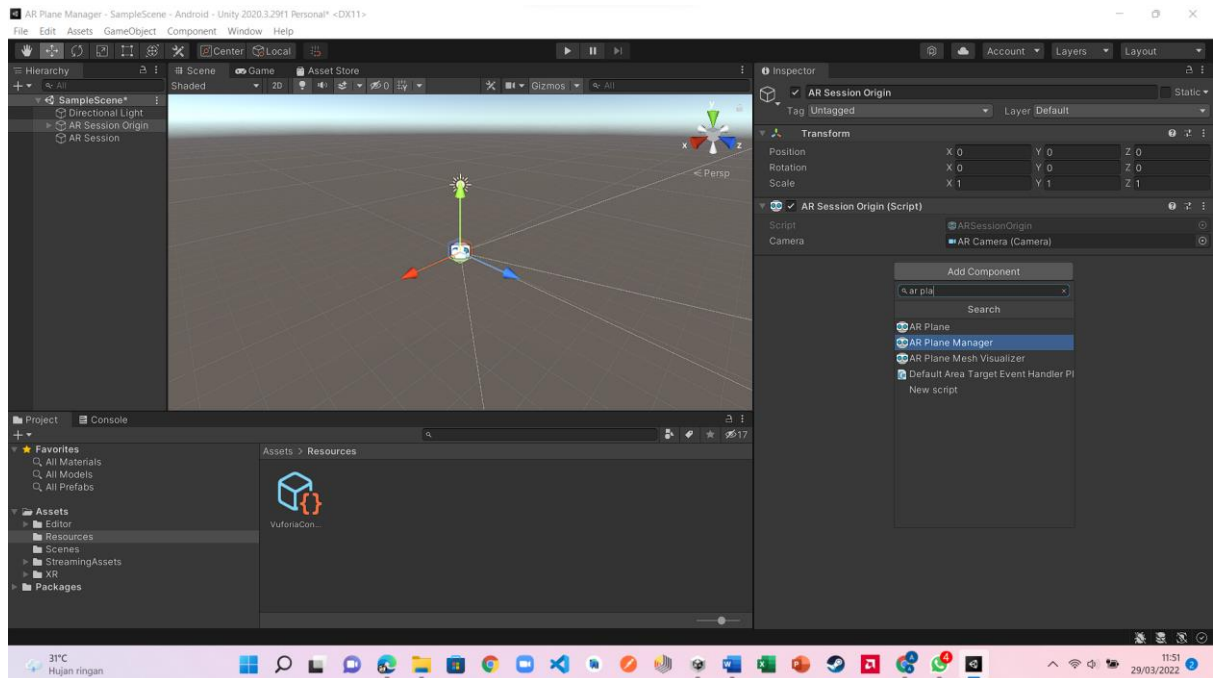 AR Plane Manager - SampleScene - Android - Unity 2020.3.29f1 Personal* <DX11>
File Edit Assets GameObject Component Window Help
Center Local
Account Layers Layout
Hierarchy
Scene Game Asset Store
Inspector
All
Shaded 2D 0 Gizmos All
AR Session Origin Static
SampleScene*
Directional Light
AR Session Origin
AR Session
Tag Untagged Layer Default
y
x z
Persp
Transform
Position X 0 Y 0 Z 0
Rotation X 0 Y 0 Z 0
Scale X 1 Y 1 Z 1
AR Session Origin (Script)
Script ARSessionOrigin
Camera AR Camera (Camera)
Add Component
ar pla
Search
AR Plane
AR Plane Manager
AR Plane Mesh Visualizer
Default Area Target Event Handler Pl
New script
Project Console
17
Favorites
All Materials
All Models
All Prefabs
Assets
Editor
Resources
Scenes
StreamingAssets
XR
Packages
Assets > Resources
VuforiaCon...
31°C
Hujan ringan
4
11:51
29/03/2022
2